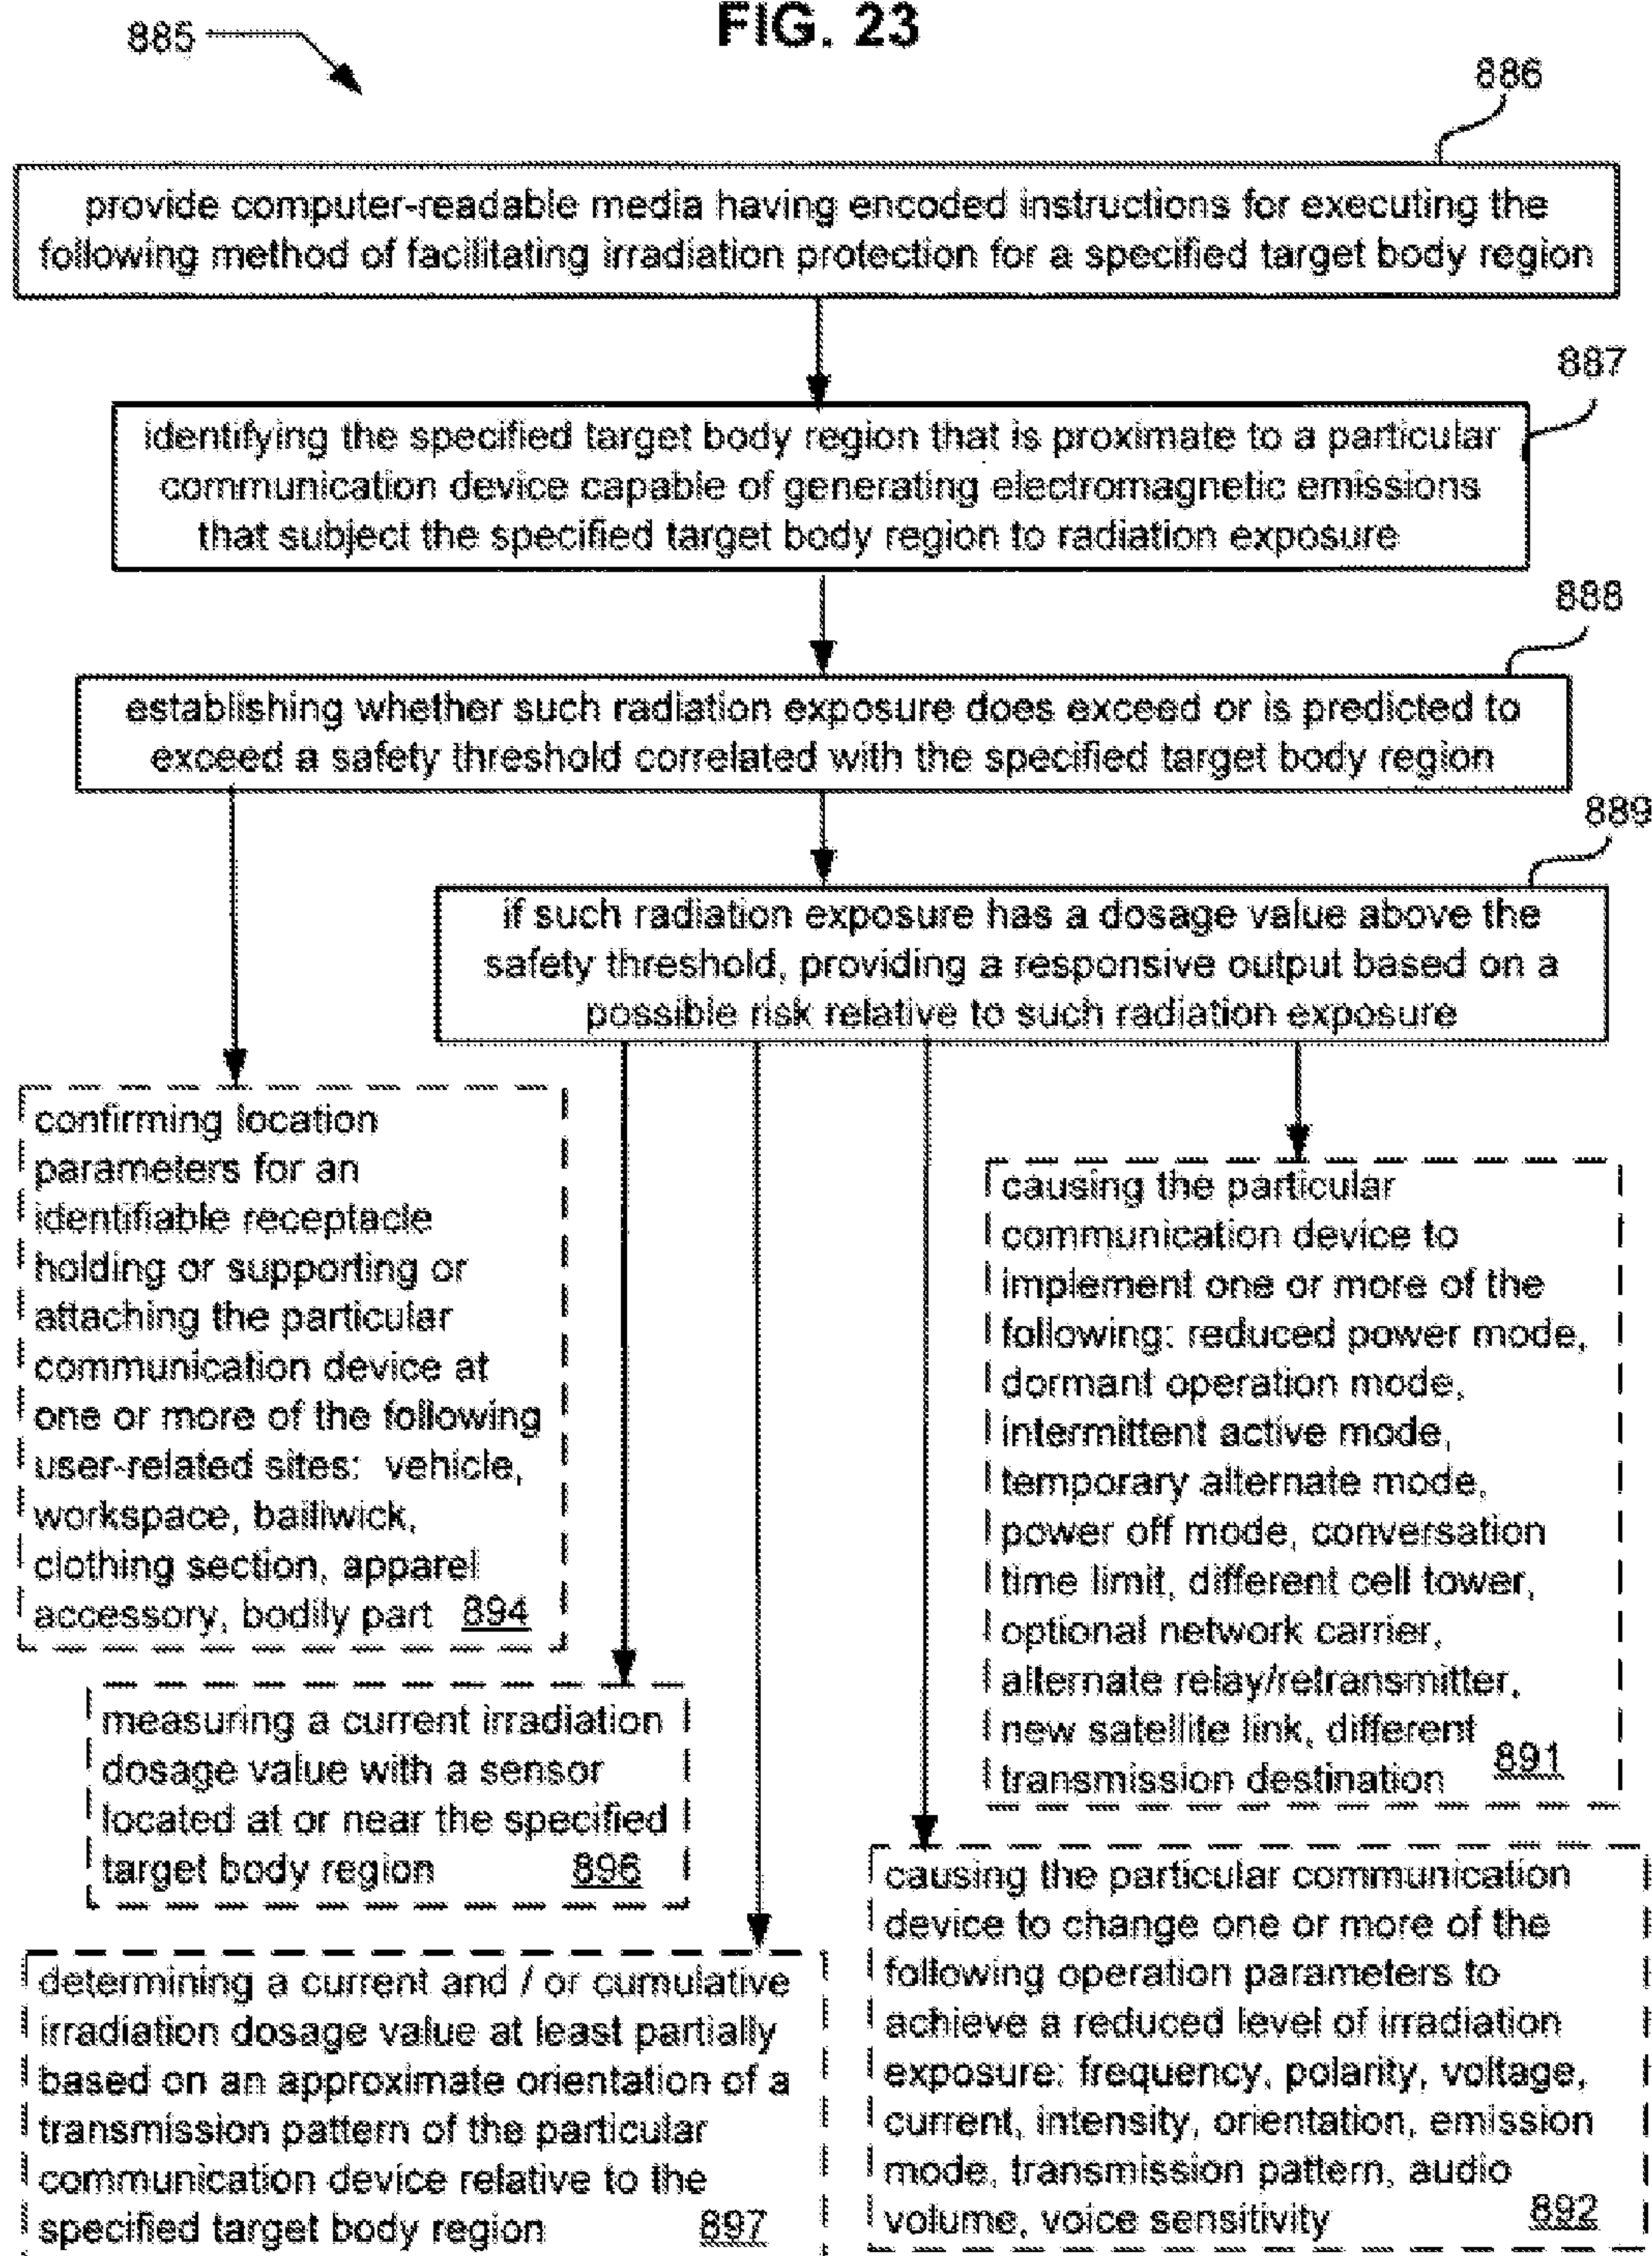 FIG. 23
885
886
provide computer-readable media having encoded instructions for executing the
following method of facilitating irradiation protection for a specified target body region
887
identifying the specified target body region that is proximate to a particular
communication device capable of generating electromagnetic emissions
that subject the specified target body region to radiation exposure
888
establishing whether such radiation exposure does exceed or is predicted to
exceed a safety threshold correlated with the specified target body region
889
if such radiation exposure has a dosage value above the
safety threshold, providing a responsive output based on a
possible risk relative to such radiation exposure
confirming location
parameters for an
identifiable receptacle
holding or supporting or
attaching the particular
communication device at
one or more of the following
user-related sites: vehicle,
workspace, bailiwick,
clothing section, apparel
accessory, bodily part 894
causing the particular
communication device to
implement one or more of the
following: reduced power mode,
dormant operation mode,
intermittent active mode,
temporary alternate mode,
power off mode, conversation
time limit, different cell tower,
optional network carrier,
alternate relay/retransmitter,
new satellite link, different
transmission destination 891
measuring a current irradiation
dosage value with a sensor
located at or near the specified
target body region 896
causing the particular communication
device to change one or more of the
following operation parameters to
achieve a reduced level of irradiation
exposure: frequency, polarity, voltage,
current, intensity, orientation, emission
mode, transmission pattern, audio
volume, voice sensitivity 892
determining a current and / or cumulative
irradiation dosage value at least partially
based on an approximate orientation of a
transmission pattern of the particular
communication device relative to the
specified target body region 897